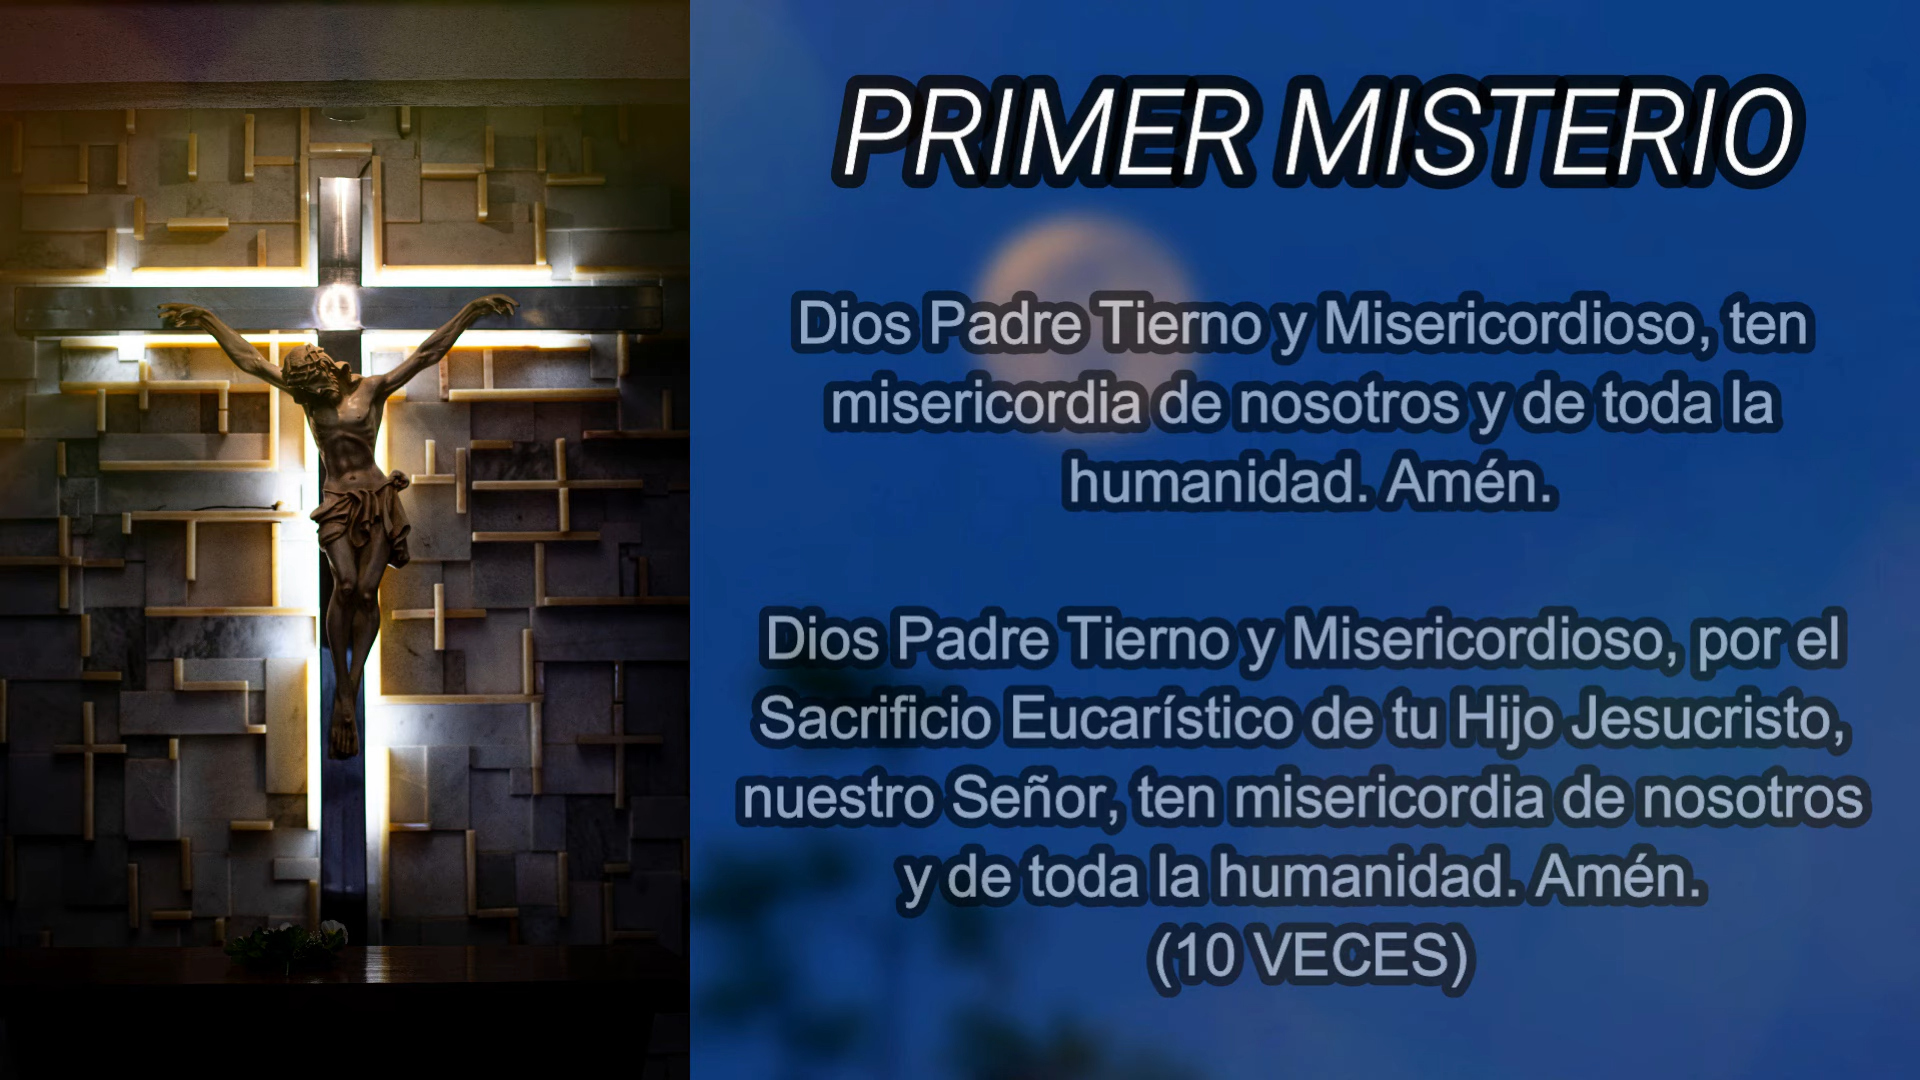 PRIMER MISTERIO
Dios Padre Tierno y Misericordioso, ten
misericordia de nosotros y de toda la
humanidad. Amén.
Dios Padre Tierno y Misericordioso, por el
Sacrificio Eucarístico de tu Hijo Jesucristo,
nuestro Señor, ten misericordia de nosotros
y de toda la humanidad. Amén.
(10 VECES)